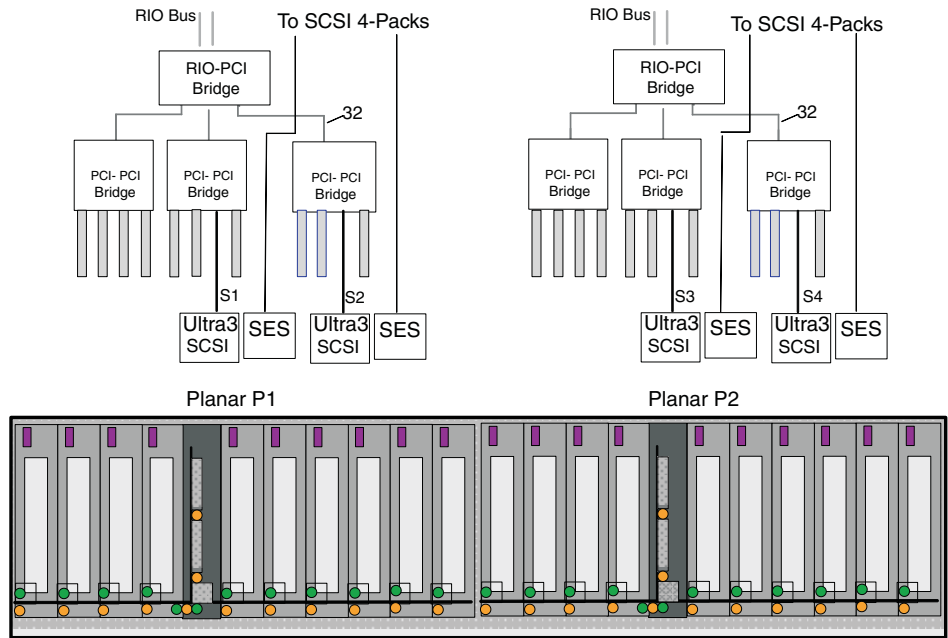 RIO Bus
To SCSI 4-Packs
RIO-PCI
Bridge
32
PCI- PCI
Bridge
PCI- PCI
Bridge
PCI- PCI
Bridge
S1
S2
Ultra3
SCSI
SES
Ultra3
SCSI
SES
RIO Bus
To SCSI 4-Packs
RIO-PCI
Bridge
32
PCI- PCI
Bridge
PCI- PCI
Bridge
PCI- PCI
Bridge
S3
S4
Ultra3
SCSI
SES
Ultra3
SCSI
SES
Planar P1
Planar P2